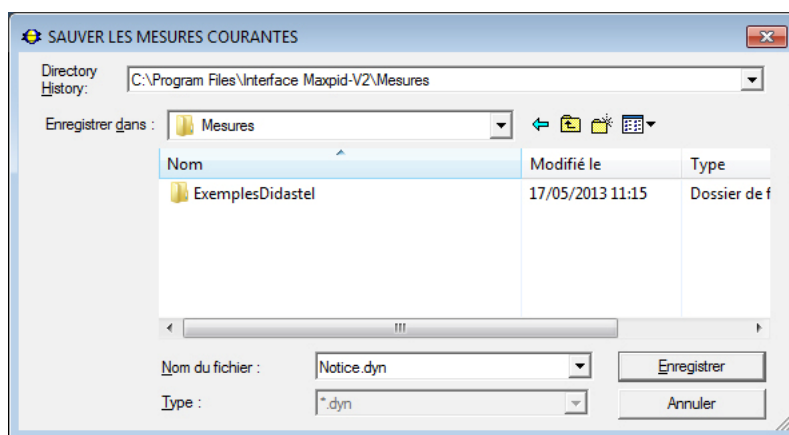 SAUVER LES MESURES COURANTES
Directory History: C:\Program Files\Interface Maxpid-V2\Mesures
Enregistrer dans : Mesures
Nom Modifié le Type
ExemplesDidastel 17/05/2013 11:15 Dossier de f
Nom du fichier : Notice.dyn Enregistrer
Type : *.dyn Annuler